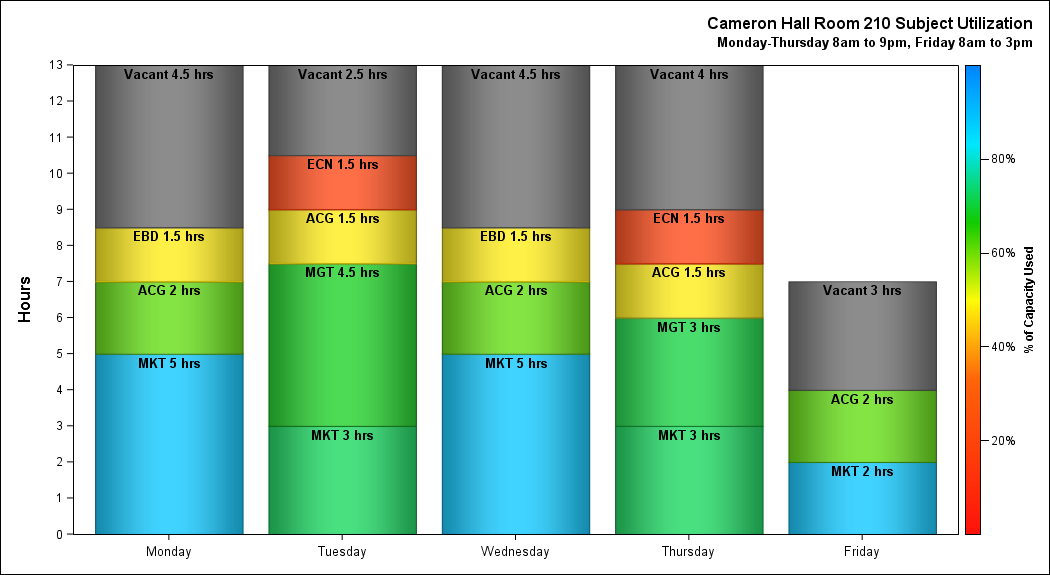 Cameron Hall Room 210 Subject Utilization
Monday-Thursday 8am to 9pm, Friday 8am to 3pm
Hours
13
12
11
10
9
8
7
6
5
4
3
2
1
0
Vacant 4.5 hrs
EBD 1.5 hrs
ACG 2 hrs
MKT 5 hrs
Vacant 2.5 hrs
ECN 1.5 hrs
ACG 1.5 hrs
MGT 4.5 hrs
MKT 3 hrs
Vacant 4.5 hrs
EBD 1.5 hrs
ACG 2 hrs
MKT 5 hrs
Vacant 4 hrs
ECN 1.5 hrs
ACG 1.5 hrs
MGT 3 hrs
MKT 3 hrs
Vacant 3 hrs
ACG 2 hrs
MKT 2 hrs
Monday Tuesday Wednesday Thursday Friday
80%
60%
40%
20%
% of Capacity Used